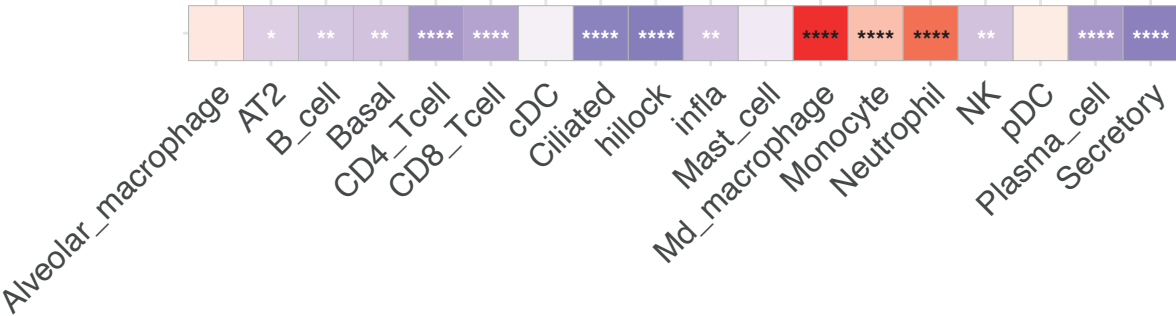 * ** ** **** **** **** **** ** **** **** **** ** **** ****
Alveolar_macrophage
AT2
B_cell
Basal
CD4_Tcell
CD8_Tcell
cDC
Ciliated
hillock
infla
Mast_cell
Md_macrophage
Monocyte
Neutrophil
NK
pDC
Plasma_cell
Secretory